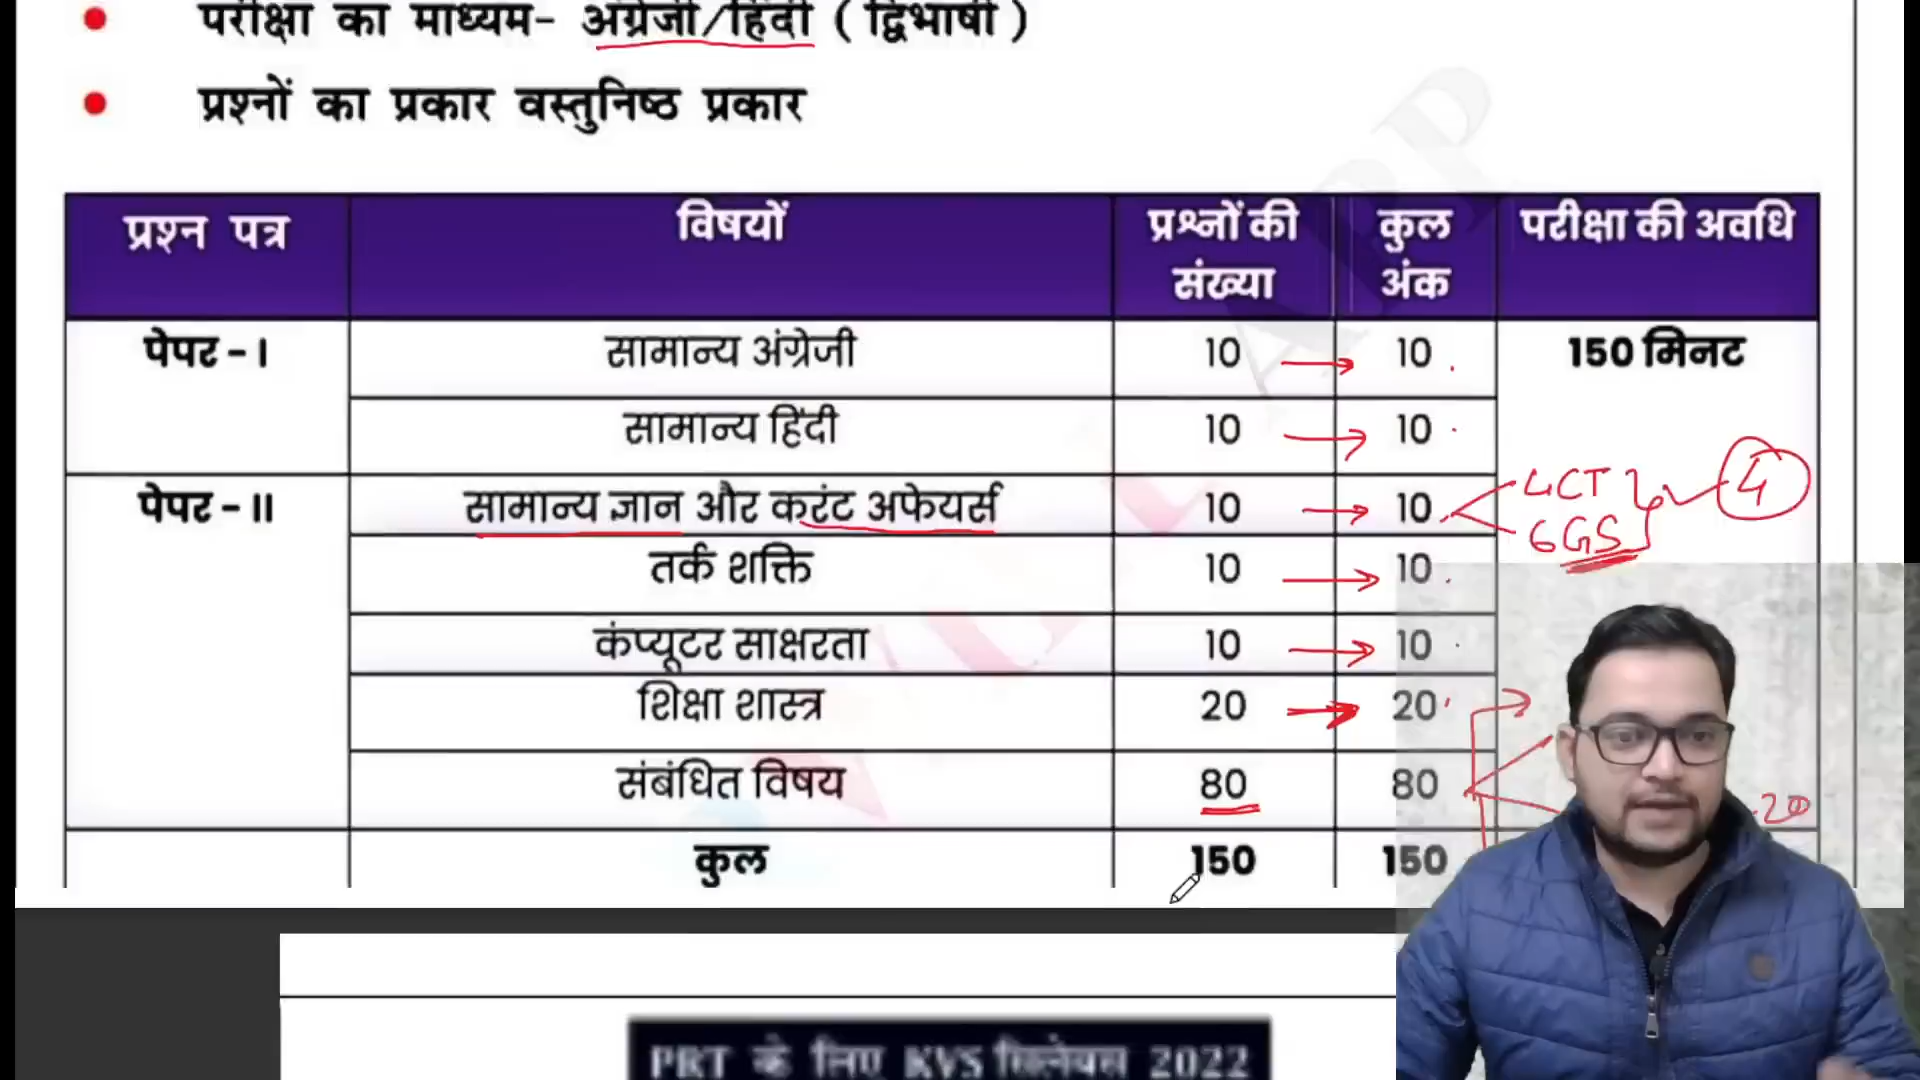 परीक्षा का माध्यम- अंग्रेजी/हिंदी ( द्विभाषी )
प्रश्नों का प्रकार वस्तुनिष्ठ प्रकार
प्रश्न पत्र विषयों प्रश्नों की संख्या कुल अंक परीक्षा की अवधि
पेपर - I सामान्य अंग्रेजी 10 10 150 मिनट
सामान्य हिंदी 10 10
पेपर - II सामान्य ज्ञान और करंट अफेयर्स 10 10 4CT 4
6GS
तर्क शक्ति 10 10
कंप्यूटर साक्षरता 10 10
शिक्षा शास्त्र 20 20
संबंधित विषय 80 80 20
कुल 150 150
PRT के लिए KVS सिलेबस 2022